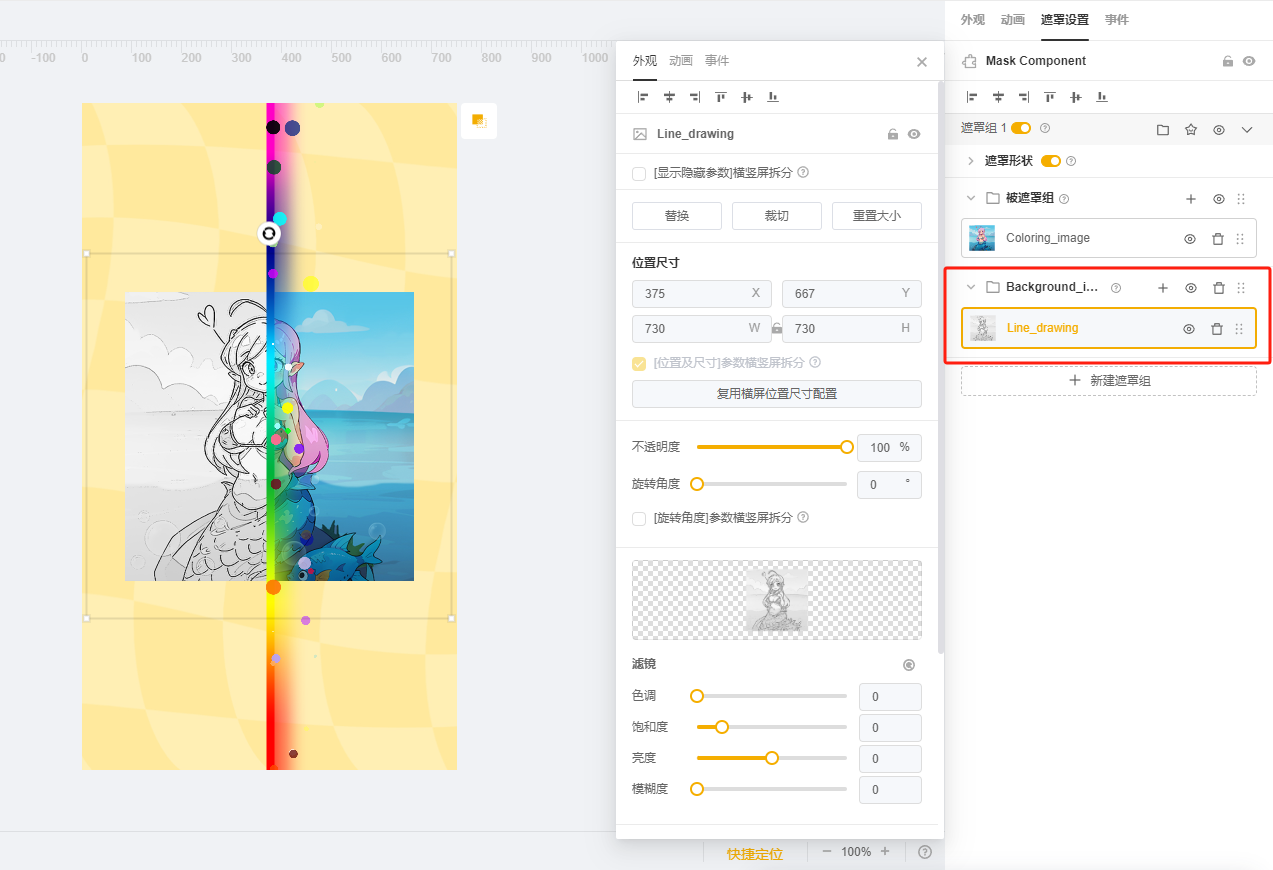 外观 动画 遮罩设置 事件
Mask Component
遮罩组 1
遮罩形状
被遮罩组
Coloring_image
Background_i...
Line_drawing
新建遮罩组
0 -100 0 100 200 300 400 500 600 700 800 900 1000
外观 动画 事件
Line_drawing
[显示隐藏参数]横竖屏拆分
替换 裁切 重置大小
位置尺寸
375 X 667 Y
730 W 730 H
[位置及尺寸]参数横竖屏拆分
复用横屏位置尺寸配置
不透明度 100 %
旋转角度 0 °
[旋转角度]参数横竖屏拆分
滤镜
色调 0
饱和度 0
亮度 0
模糊度 0
快捷定位 100%